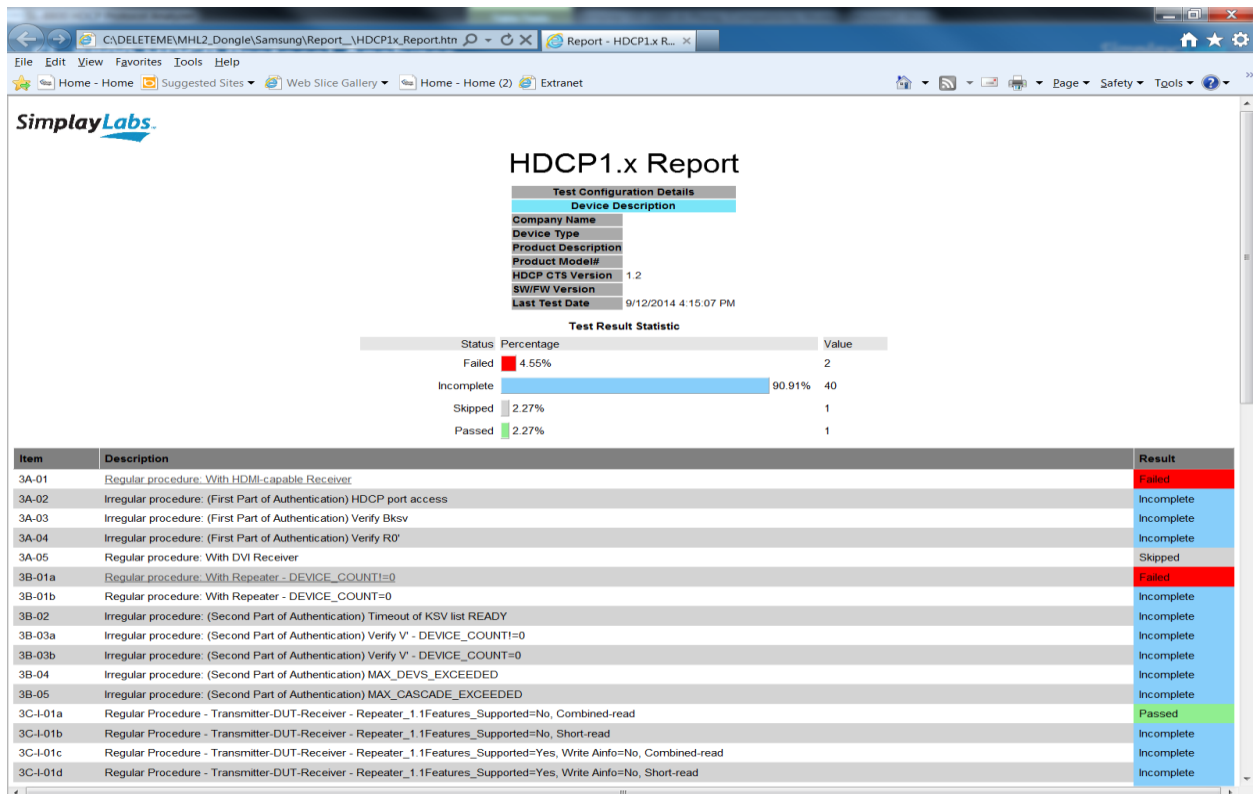 C:\DELETEME\MHL2_Dongle\Samsung\Report_\HDCP1x_Report.htm
Report - HDCP1.x R...
File Edit View Favorites Tools Help
Home - Home Suggested Sites Web Slice Gallery Home - Home (2) Extranet Page Safety Tools
SimplayLabs
HDCP1.x Report
Test Configuration Details
Device Description
Company Name
Device Type
Product Description
Product Model#
HDCP CTS Version 1.2
SW/FW Version
Last Test Date 9/12/2014 4:15:07 PM
Test Result Statistic
Status Percentage Value
Failed 4.55% 2
Incomplete 90.91% 40
Skipped 2.27% 1
Passed 2.27% 1
Item Description Result
3A-01 Regular procedure: With HDMI-capable Receiver Failed
3A-02 Irregular procedure: (First Part of Authentication) HDCP port access Incomplete
3A-03 Irregular procedure: (First Part of Authentication) Verify Bksv Incomplete
3A-04 Irregular procedure: (First Part of Authentication) Verify R0' Incomplete
3A-05 Regular procedure: With DVI Receiver Skipped
3B-01a Regular procedure: With Repeater - DEVICE_COUNT!=0 Failed
3B-01b Regular procedure: With Repeater - DEVICE_COUNT=0 Incomplete
3B-02 Irregular procedure: (Second Part of Authentication) Timeout of KSV list READY Incomplete
3B-03a Irregular procedure: (Second Part of Authentication) Verify V' - DEVICE_COUNT!=0 Incomplete
3B-03b Irregular procedure: (Second Part of Authentication) Verify V' - DEVICE_COUNT=0 Incomplete
3B-04 Irregular procedure: (Second Part of Authentication) MAX_DEVS_EXCEEDED Incomplete
3B-05 Irregular procedure: (Second Part of Authentication) MAX_CASCADE_EXCEEDED Incomplete
3C-I-01a Regular Procedure - Transmitter-DUT-Receiver - Repeater_1.1Features_Supported=No, Combined-read Passed
3C-I-01b Regular Procedure - Transmitter-DUT-Receiver - Repeater_1.1Features_Supported=No, Short-read Incomplete
3C-I-01c Regular Procedure - Transmitter-DUT-Receiver - Repeater_1.1Features_Supported=Yes, Write Ainfo=No, Combined-read Incomplete
3C-I-01d Regular Procedure - Transmitter-DUT-Receiver - Repeater_1.1Features_Supported=Yes, Write Ainfo=No, Short-read Incomplete